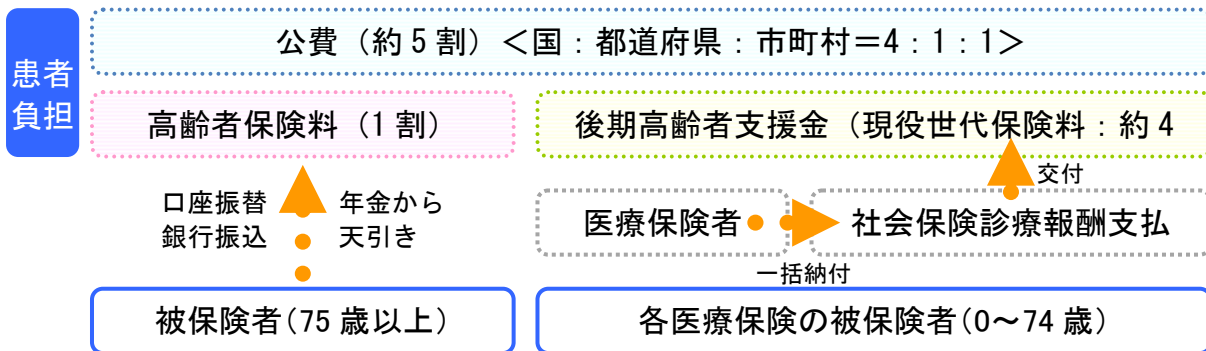 患者
負担
公費（約5割）＜国：都道府県：市町村＝4：1：1＞
高齢者保険料（1割）
後期高齢者支援金（現役世代保険料：約4
交付
口座振替
銀行振込
年金から
天引き
医療保険者
社会保険診療報酬支払
一括納付
被保険者(75歳以上)
各医療保険の被保険者(0～74歳)